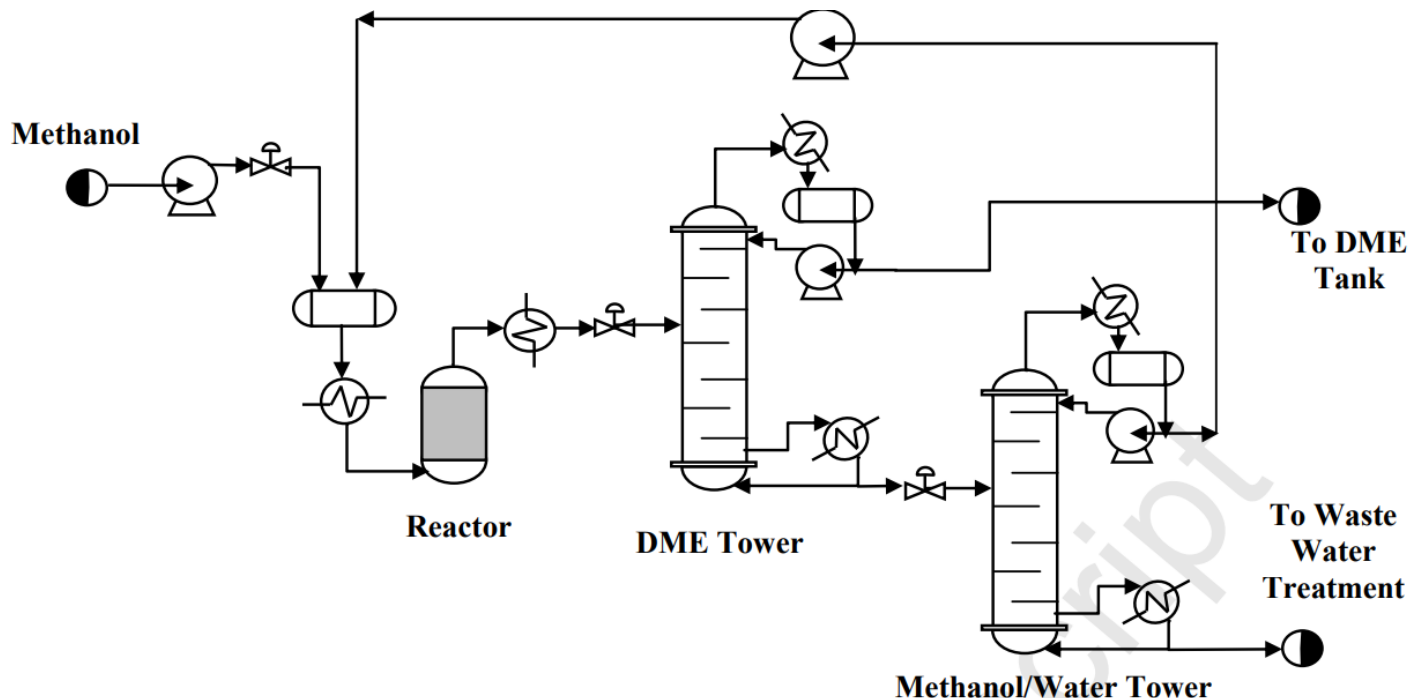 Methanol
To DME
Tank
Reactor
DME Tower
To Waste
Water
Treatment
Methanol/Water Tower